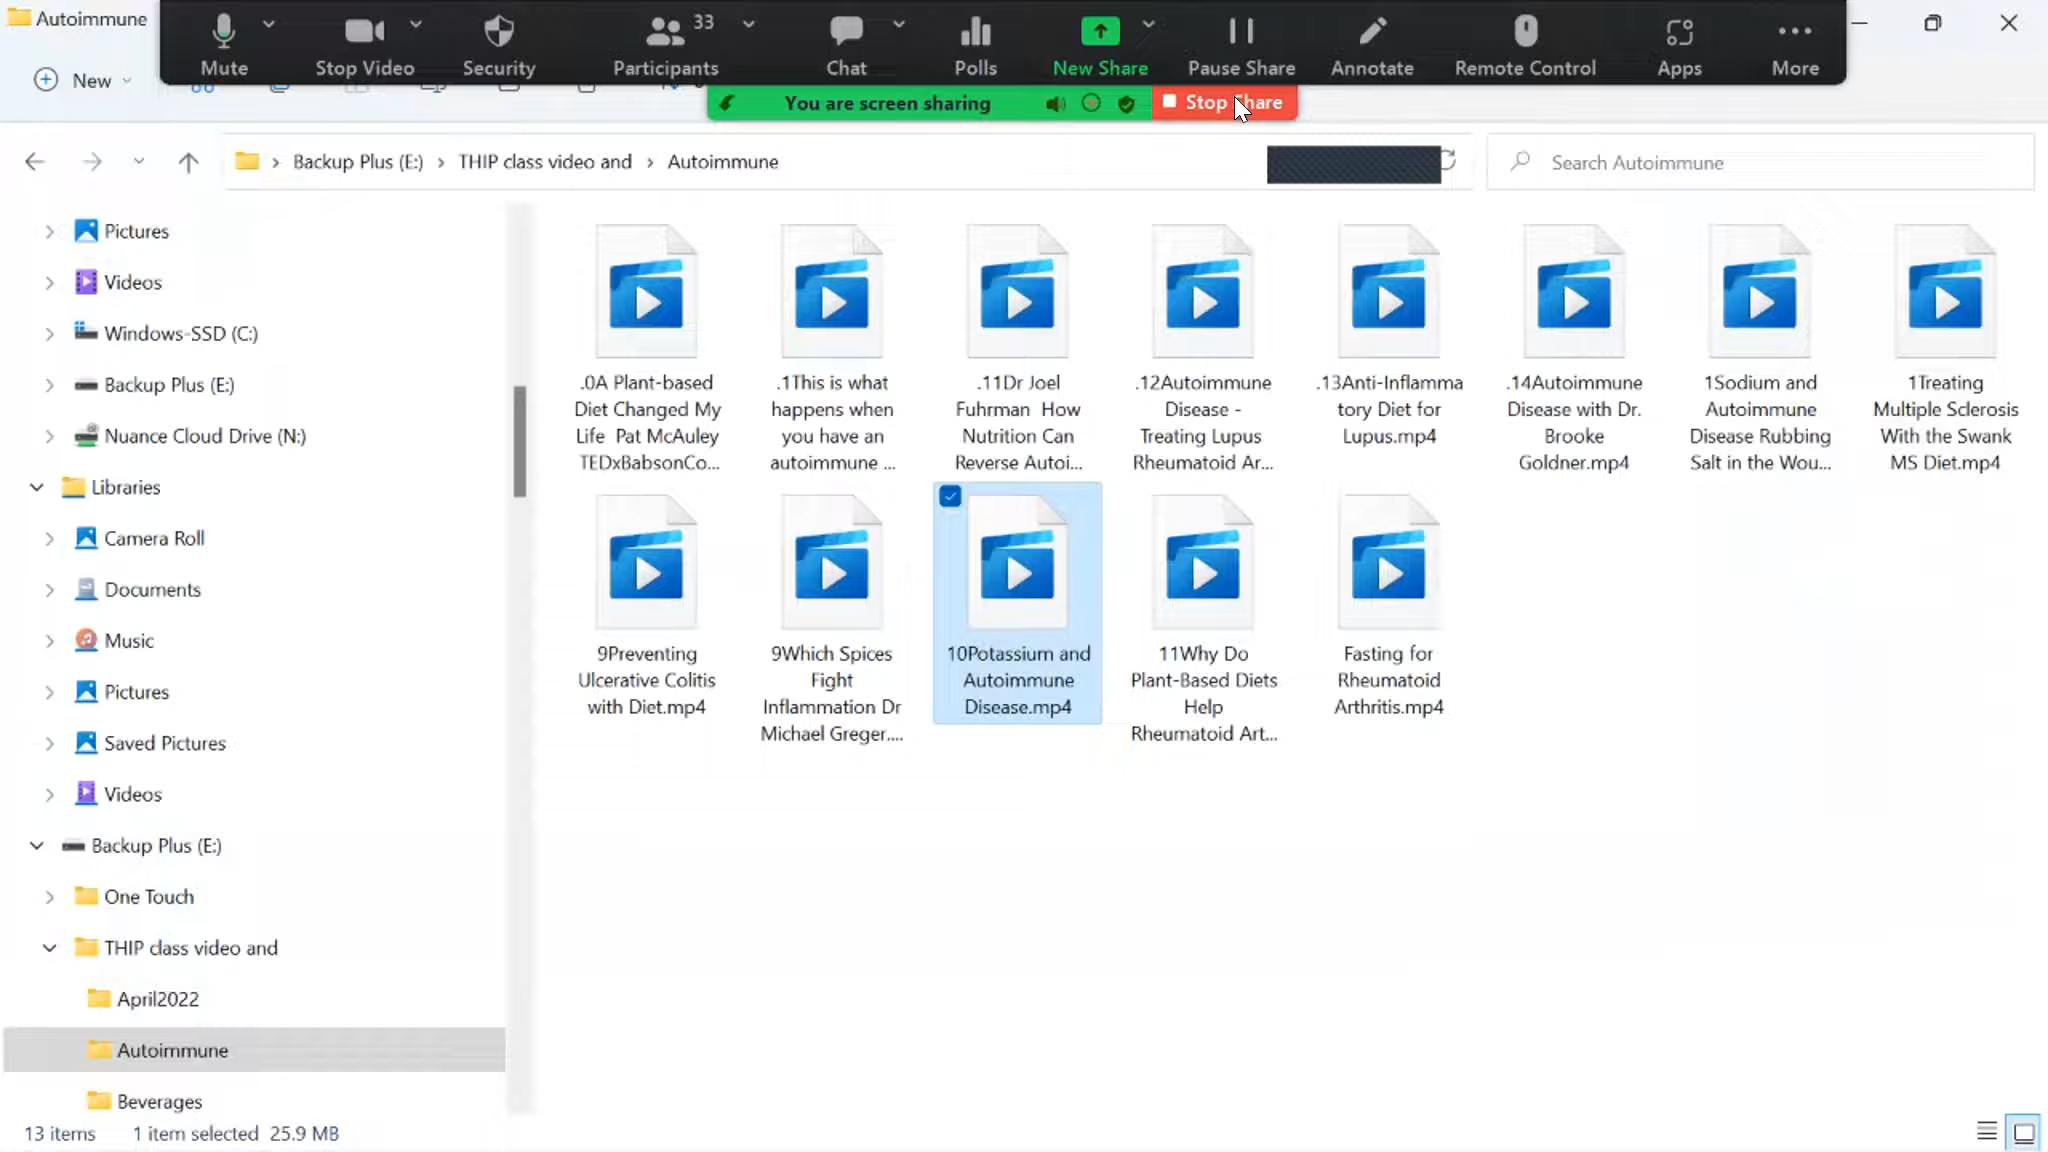 Autoimmune
Mute
Stop Video
Security
Participants
33
Chat
Polls
New Share
Pause Share
Annotate
Remote Control
Apps
More
New
You are screen sharing
Stop Share
Backup Plus (E:) › THIP class video and › Autoimmune
Search Autoimmune
Pictures
Videos
Windows-SSD (C:)
Backup Plus (E:)
Nuance Cloud Drive (N:)
Libraries
Camera Roll
Documents
Music
Pictures
Saved Pictures
Videos
Backup Plus (E:)
One Touch
THIP class video and
April2022
Autoimmune
Beverages
.0A Plant-based
Diet Changed My
Life Pat McAuley
TEDxBabsonCo...
.1This is what
happens when
you have an
autoimmune ...
.11Dr Joel
Fuhrman How
Nutrition Can
Reverse Autoi...
.12Autoimmune
Disease -
Treating Lupus
Rheumatoid Ar...
.13Anti-Inflamma
tory Diet for
Lupus.mp4
.14Autoimmune
Disease with Dr.
Brooke
Goldner.mp4
1Sodium and
Autoimmune
Disease Rubbing
Salt in the Wou...
1Treating
Multiple Sclerosis
With the Swank
MS Diet.mp4
9Preventing
Ulcerative Colitis
with Diet.mp4
9Which Spices
Fight
Inflammation Dr
Michael Greger....
10Potassium and
Autoimmune
Disease.mp4
11Why Do
Plant-Based Diets
Help
Rheumatoid Art...
Fasting for
Rheumatoid
Arthritis.mp4
13 items
1 item selected 25.9 MB